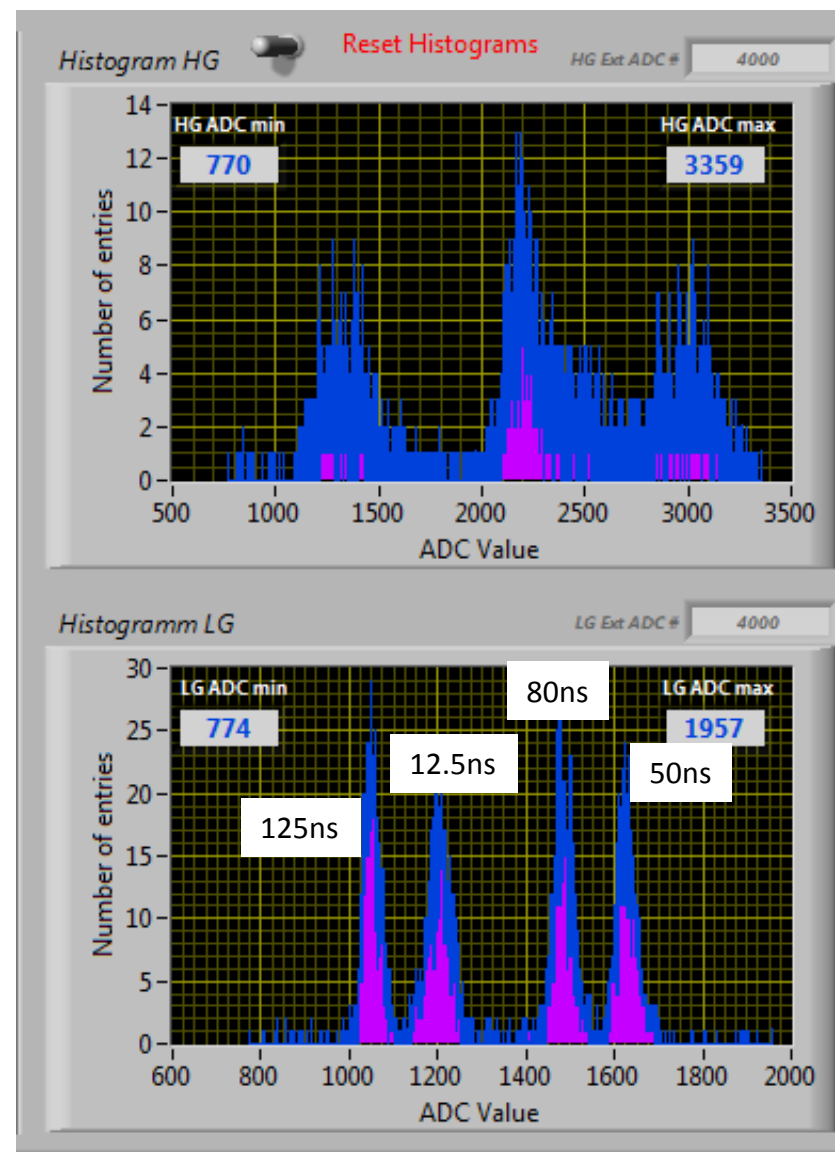 Histogram HG
Reset Histograms
HG Ext ADC #
4000
HG ADC min
770
HG ADC max
3359
14
12
10
8
6
4
2
0
Number of entries
500 1000 1500 2000 2500 3000 3500
ADC Value
Histogramm LG
LG Ext ADC #
4000
LG ADC min
774
LG ADC max
1957
80ns
12.5ns
50ns
125ns
30
25
20
15
10
5
0
Number of entries
600 800 1000 1200 1400 1600 1800 2000
ADC Value